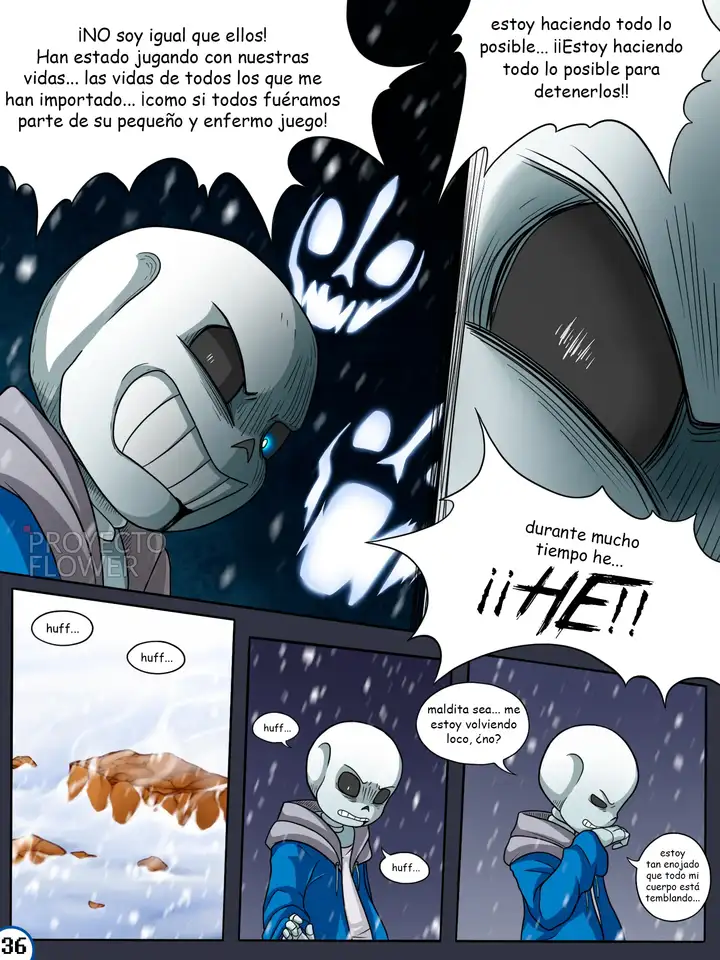 ¡NO soy igual que ellos!
Han estado jugando con nuestras
vidas... las vidas de todos los que me
han importado... ¡como si todos fuéramos
parte de su pequeño y enfermo juego!
estoy haciendo todo lo
posible... ¡¡Estoy haciendo
todo lo posible para
detenerlos!!
durante mucho
tiempo he...
¡¡HE!!
PROYECTO
FLOWER
huff...
huff...
huff...
huff...
maldita sea... me
estoy volviendo
loco, ¿no?
estoy
tan enojado
que todo mi
cuerpo está
temblando...
36